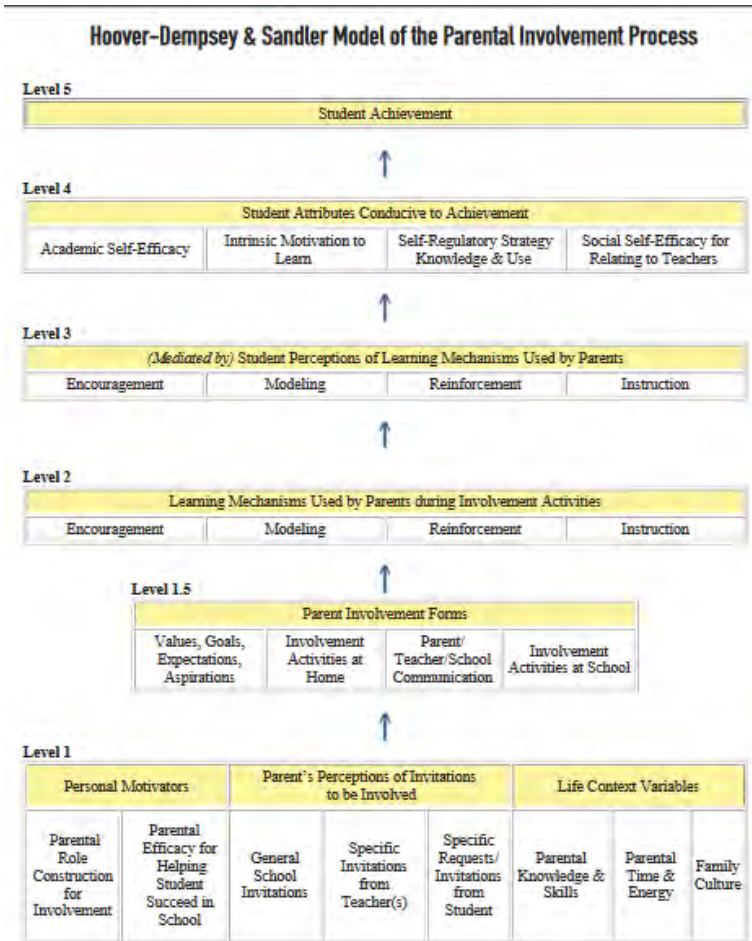 Hoover-Dempsey & Sandler Model of the Parental Involvement Process
Level 5
Student Achievement
Level 4
Student Attributes Conducive to Achievement
Academic Self-Efficacy
Intrinsic Motivation to
Learn
Self-Regulatory Strategy
Knowledge & Use
Social Self-Efficacy for
Relating to Teachers
Level 3
(Mediated by) Student Perceptions of Learning Mechanisms Used by Parents
Encouragement
Modeling
Reinforcement
Instruction
Level 2
Learning Mechanisms Used by Parents during Involvement Activities
Encouragement
Modeling
Reinforcement
Instruction
Level 1.5
Parent Involvement Forms
Values, Goals,
Expectations,
Aspirations
Involvement
Activities at
Home
Parent/
Teacher/School
Communication
Involvement
Activities at School
Level 1
Personal Motivators
Parent's Perceptions of Invitations
to be Involved
Life Context Variables
Parental
Role
Construction
for
Involvement
Parental
Efficacy for
Helping
Student
Succeed in
School
General
School
Invitations
Specific
Invitations
from
Teacher(s)
Specific
Requests/
Invitations
from
Student
Parental
Knowledge &
Skills
Parental
Time &
Energy
Family
Culture